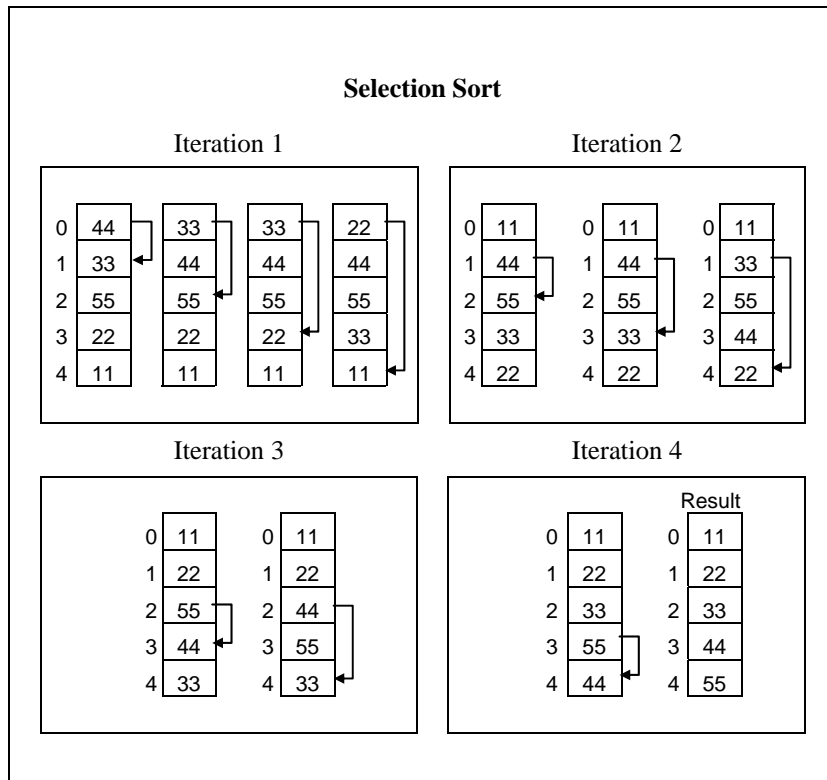 Selection Sort
Iteration 1
Iteration 2
0 44 33 33 22
1 33 44 44 44
2 55 55 55 55
3 22 22 22 33
4 11 11 11 11
0 11 0 11 0 11
1 44 1 44 1 33
2 55 2 55 2 55
3 33 3 33 3 44
4 22 4 22 4 22
Iteration 3
Iteration 4
0 11 0 11
1 22 1 22
2 55 2 44
3 44 3 55
4 33 4 33
Result
0 11 0 11
1 22 1 22
2 33 2 33
3 55 3 44
4 44 4 55